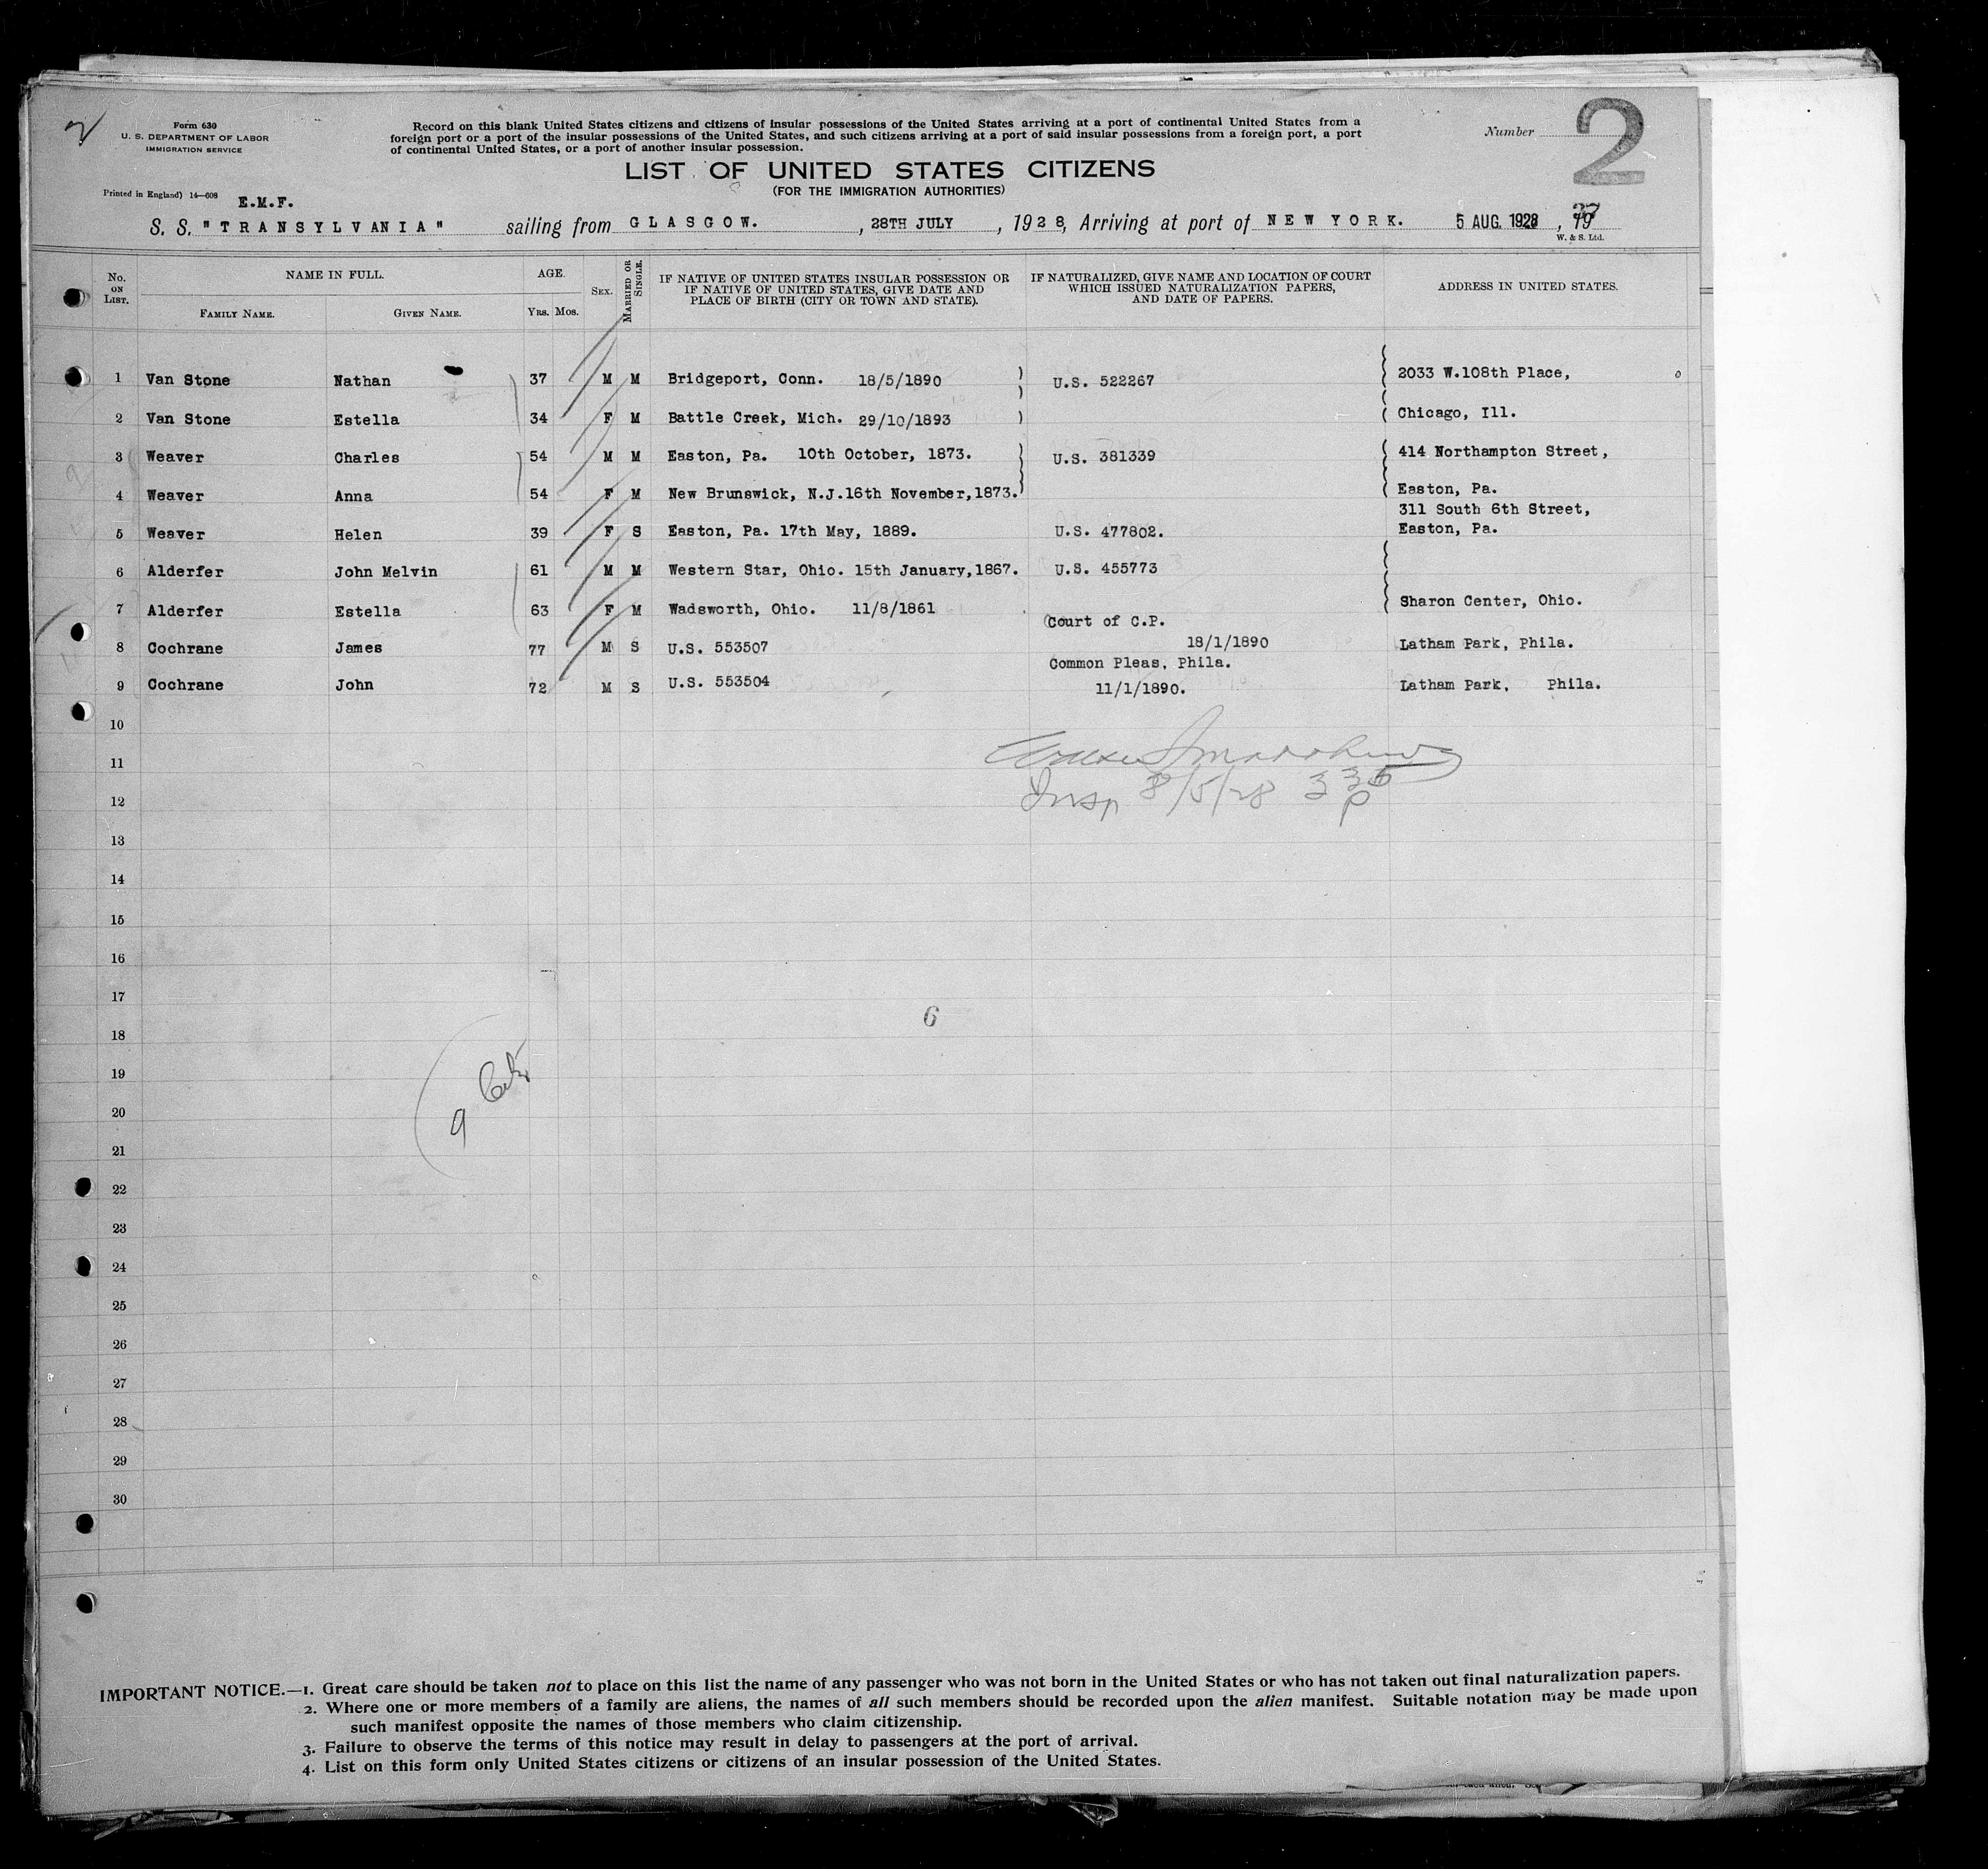 2
Form 630
U. S. DEPARTMENT OF LABOR
IMMIGRATION SERVICE
Record on this blank United States citizens and citizens of insular possessions of the United States arriving at a port of continental United States from a
foreign port or a port of the insular possessions of the United States, and such citizens arriving at a port of said insular possessions from a foreign port, a port
of continental United States, or a port of another insular possession.
Number 2
LIST OF UNITED STATES CITIZENS
(FOR THE IMMIGRATION AUTHORITIES)
Printed in England) 14—608
E.M.F.
S. S. "TRANSYLVANIA" sailing from GLASGOW. , 28TH JULY , 1928, Arriving at port of NEW YORK. 5 AUG. 1928 , 19
W. & S. Ltd.
No. ON LIST. NAME IN FULL. FAMILY NAME. GIVEN NAME. AGE. YRS. MOS. SEX. MARRIED OR SINGLE. IF NATIVE OF UNITED STATES INSULAR POSSESSION OR IF NATIVE OF UNITED STATES, GIVE DATE AND PLACE OF BIRTH (CITY OR TOWN AND STATE). IF NATURALIZED, GIVE NAME AND LOCATION OF COURT WHICH ISSUED NATURALIZATION PAPERS, AND DATE OF PAPERS. ADDRESS IN UNITED STATES.
1 Van Stone Nathan 37 M M Bridgeport, Conn. 18/5/1890 U.S. 522267 2033 W.108th Place,
2 Van Stone Estella 34 F M Battle Creek, Mich. 29/10/1893 Chicago, Ill.
3 Weaver Charles 54 M M Easton, Pa. 10th October, 1873. U.S. 381339 414 Northampton Street,
4 Weaver Anna 54 F M New Brunswick, N.J.16th November,1873. Easton, Pa.
311 South 6th Street,
5 Weaver Helen 39 F S Easton, Pa. 17th May, 1889. U.S. 477802. Easton, Pa.
6 Alderfer John Melvin 61 M M Western Star, Ohio. 15th January,1867. U.S. 455773
7 Alderfer Estella 63 F M Wadsworth, Ohio. 11/8/1861 Sharon Center, Ohio.
Court of C.P.
8 Cochrane James 77 M S U.S. 553507 18/1/1890 Latham Park, Phila.
Common Pleas, Phila.
9 Cochrane John 72 M S U.S. 553504 11/1/1890. Latham Park, Phila.
10
11
12 Insp 8/5/28
13
14
15
16
17
6
18
19
20
9
21
22
23
24
25
26
27
28
29
30
IMPORTANT NOTICE.—1. Great care should be taken not to place on this list the name of any passenger who was not born in the United States or who has not taken out final naturalization papers.
2. Where one or more members of a family are aliens, the names of all such members should be recorded upon the alien manifest. Suitable notation may be made upon
such manifest opposite the names of those members who claim citizenship.
3. Failure to observe the terms of this notice may result in delay to passengers at the port of arrival.
4. List on this form only United States citizens or citizens of an insular possession of the United States.